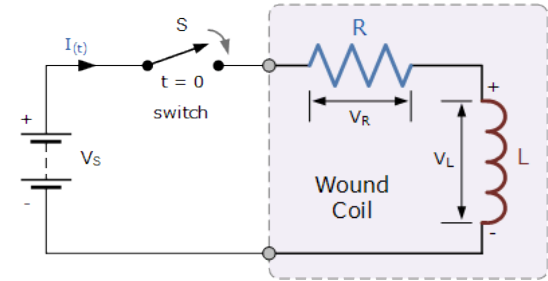 I(t)
S
t = 0
switch
+
VS
-
R
VR
+
VL
L
-
Wound
Coil